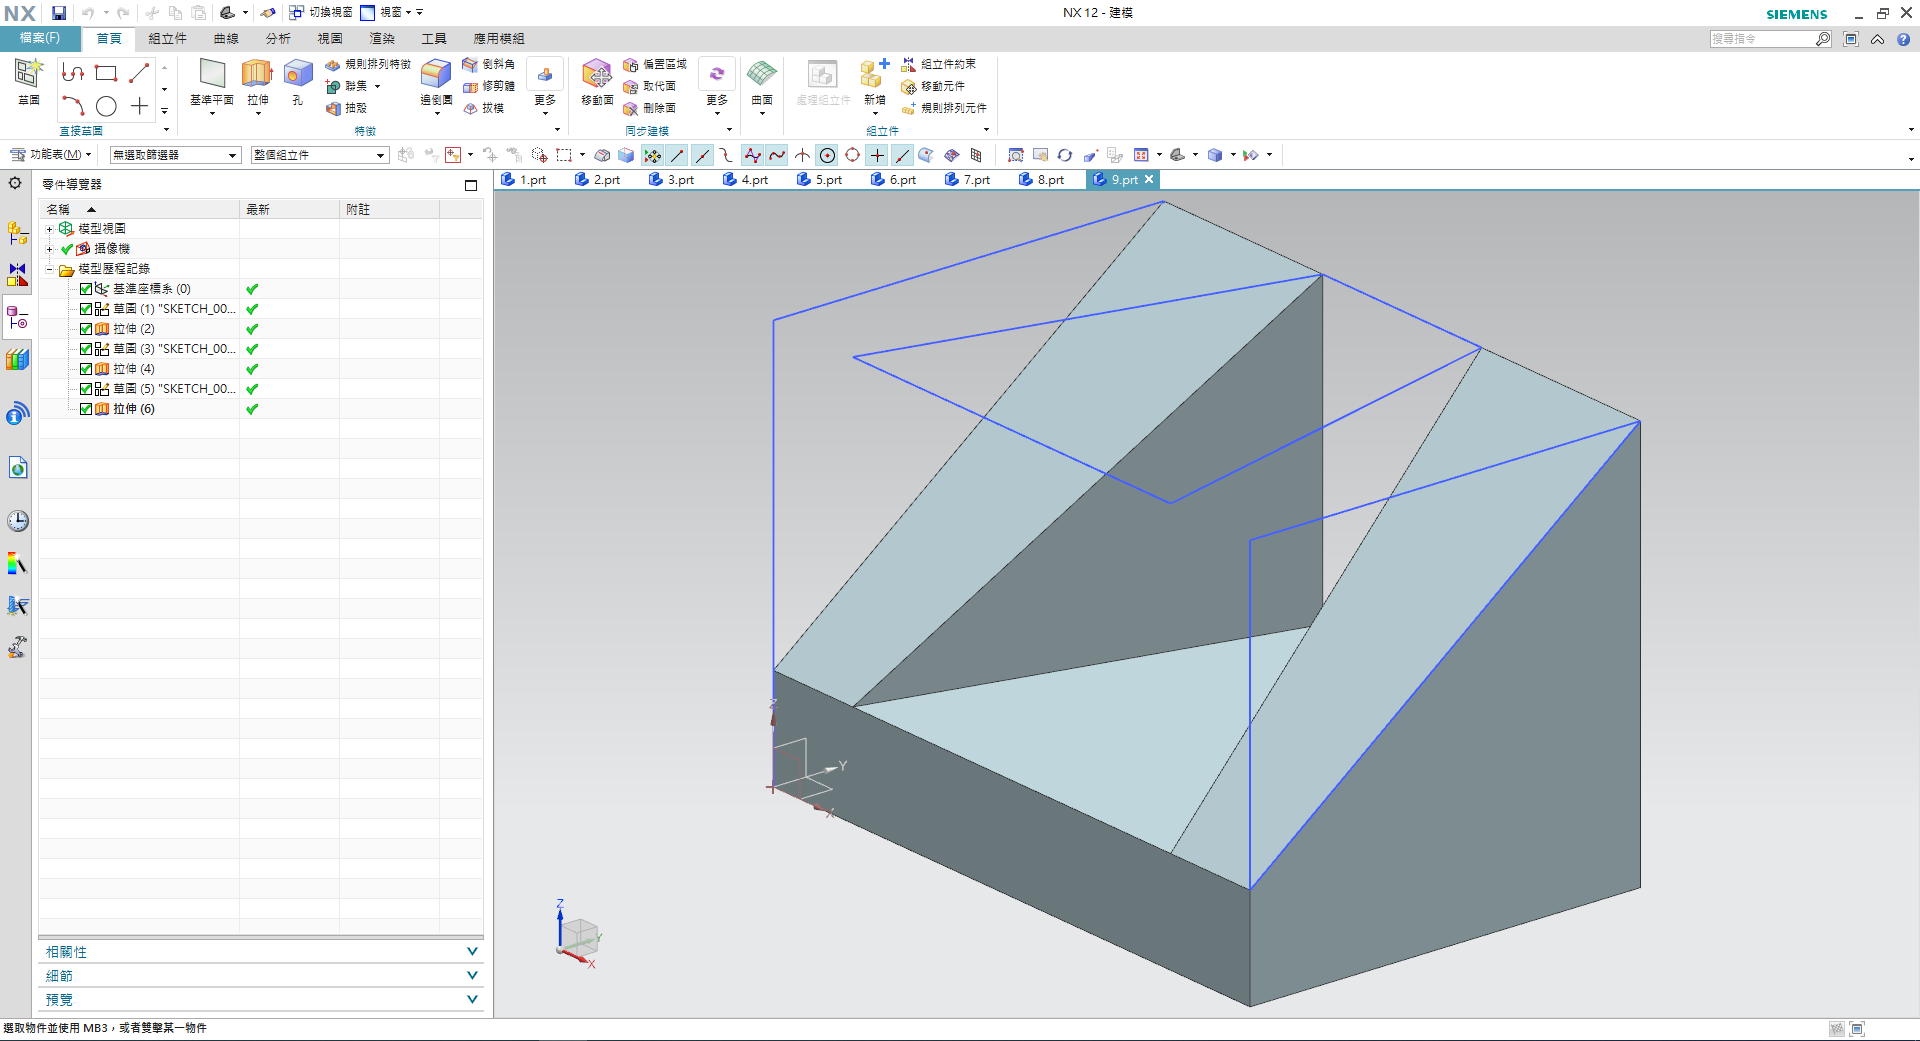 NX 切換視窗 視窗 NX 12 - 建模 SIEMENS
檔案(F) 首頁 組立件 曲線 分析 視圖 渲染 工具 應用模組 搜尋指令
草圖 直接草圖
基準平面 拉伸 孔 規則排列特徵 聯集 抽殼 邊倒圓 倒斜角 修剪體 拔模 更多 特徵
移動面 偏置區域 取代面 刪除面 更多 同步建模
曲面
處理組立件 新增 組立件約束 移動元件 規則排列元件 組立件
功能表(M) 無選取篩選器 整個組立件
零件導覽器
1.prt 2.prt 3.prt 4.prt 5.prt 6.prt 7.prt 8.prt 9.prt
名稱 最新 附註
模型視圖
攝像機
模型歷程記錄
基準座標系 (0)
草圖 (1) "SKETCH_00...
拉伸 (2)
草圖 (3) "SKETCH_00...
拉伸 (4)
草圖 (5) "SKETCH_00...
拉伸 (6)
Z
Y
X
Z
Y
X
相關性
細節
預覽
選取物件並使用 MB3，或者雙擊某一物件